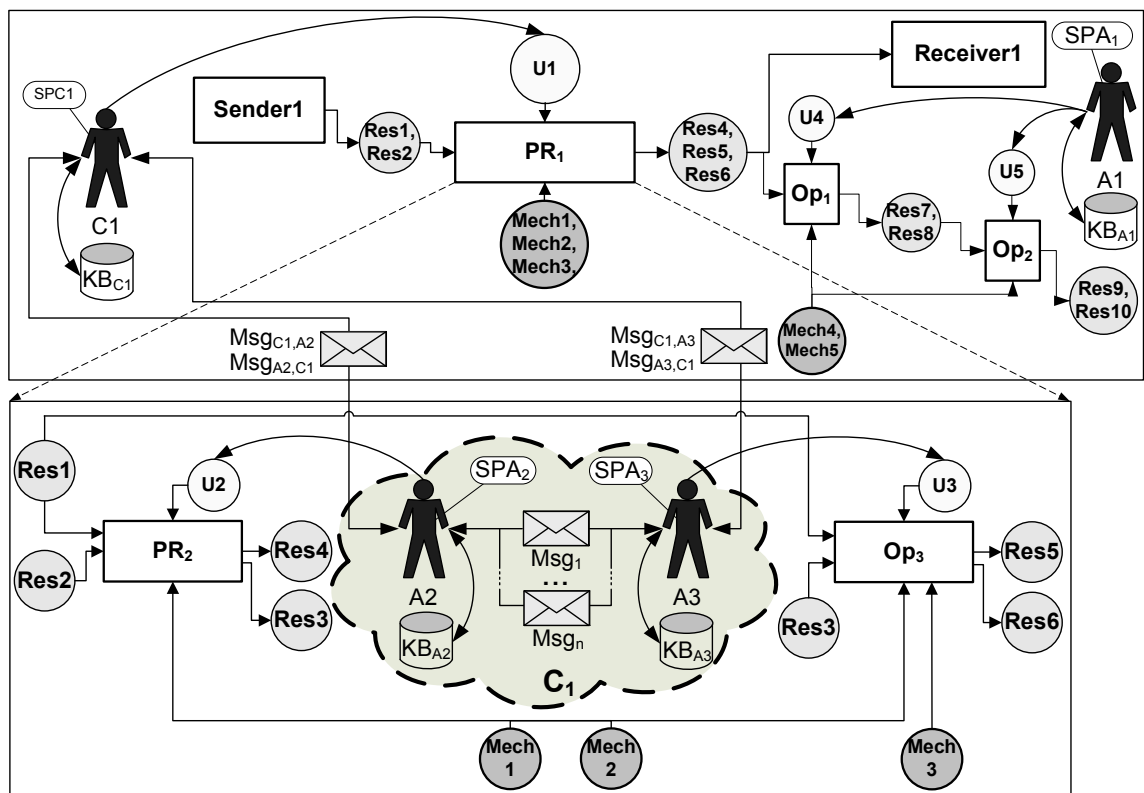 SPC1
U1
Receiver1
SPA1
Sender1
Res1,
Res2
PR1
Res4,
Res5,
Res6
U4
U5
C1
KBC1
Mech1,
Mech2,
Mech3,
Op1
Res7,
Res8
Op2
A1
KBA1
Res9,
Res10
MsgC1,A2
MsgA2,C1
MsgC1,A3
MsgA3,C1
Mech4,
Mech5
Res1
U2
SPA2
SPA3
U3
Res2
PR2
Res4
Res3
Msg1
...
Msgn
A2
A3
KBA2
KBA3
C1
Res3
Op3
Res5
Res6
Mech
1
Mech
2
Mech
3